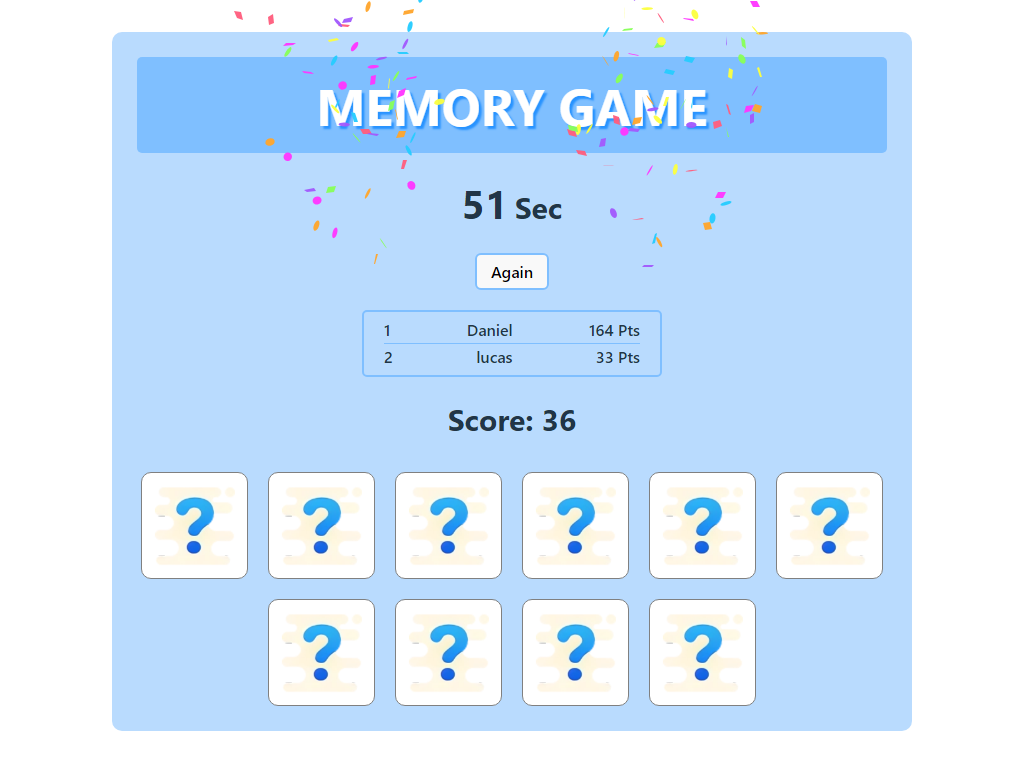 MEMORY GAME
51 Sec
Again
1 Daniel 164 Pts
2 lucas 33 Pts
Score: 36
? ? ? ? ? ?
? ? ? ?